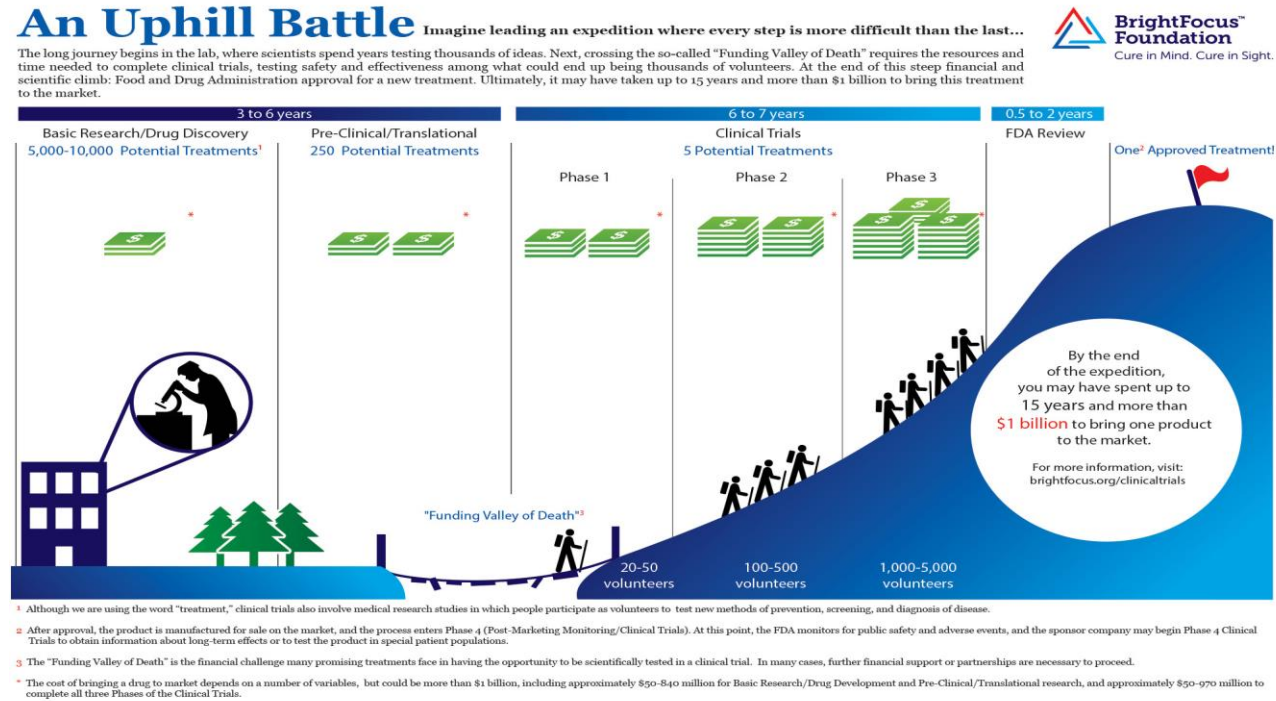 An Uphill Battle Imagine leading an expedition where every step is more difficult than the last...
BrightFocus™
Foundation
Cure in Mind. Cure in Sight.
The long journey begins in the lab, where scientists spend years testing thousands of ideas. Next, crossing the so-called “Funding Valley of Death” requires the resources and
time needed to complete clinical trials, testing safety and effectiveness among what could end up being thousands of volunteers. At the end of this steep financial and
scientific climb: Food and Drug Administration approval for a new treatment. Ultimately, it may have taken up to 15 years and more than $1 billion to bring this treatment
to the market.
3 to 6 years
6 to 7 years
0.5 to 2 years
Basic Research/Drug Discovery
5,000-10,000 Potential Treatments¹
Pre-Clinical/Translational
250 Potential Treatments
Clinical Trials
5 Potential Treatments
FDA Review
One² Approved Treatment!
Phase 1
Phase 2
Phase 3
*
*
*
*
*
$
$ $
$ $
$ $
$ $ $
By the end
of the expedition,
you may have spent up to
15 years and more than
$1 billion to bring one product
to the market.
For more information, visit:
brightfocus.org/clinicaltrials
"Funding Valley of Death"³
20-50
volunteers
100-500
volunteers
1,000-5,000
volunteers
¹ Although we are using the word “treatment,” clinical trials also involve medical research studies in which people participate as volunteers to test new methods of prevention, screening, and diagnosis of disease.
² After approval, the product is manufactured for sale on the market, and the process enters Phase 4 (Post-Marketing Monitoring/Clinical Trials). At this point, the FDA monitors for public safety and adverse events, and the sponsor company may begin Phase 4 Clinical
Trials to obtain information about long-term effects or to test the product in special patient populations.
³ The “Funding Valley of Death” is the financial challenge many promising treatments face in having the opportunity to be scientifically tested in a clinical trial. In many cases, further financial support or partnerships are necessary to proceed.
* The cost of bringing a drug to market depends on a number of variables, but could be more than $1 billion, including approximately $50-840 million for Basic Research/Drug Development and Pre-Clinical/Translational research, and approximately $50-970 million to
complete all three Phases of the Clinical Trials.